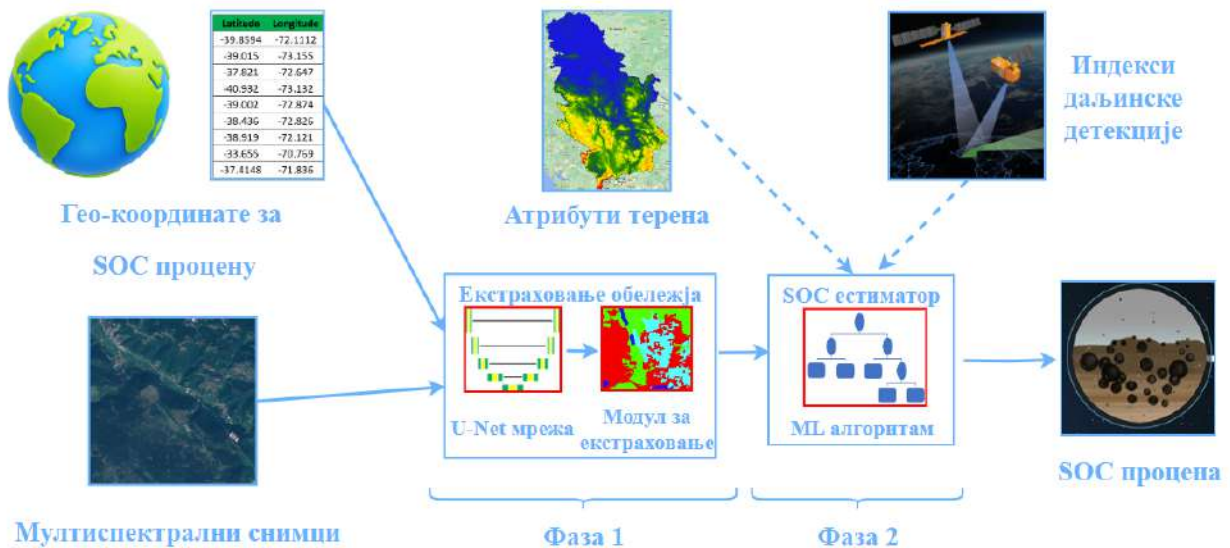 Latitude Longitude
-39.8594 -72.1112
-39.015 -73.155
-37.821 -72.647
-40.932 -73.132
-39.002 -72.874
-38.436 -72.826
-38.919 -72.121
-33.655 -70.769
-37.4148 -71.836
Гео-координате за
SOC процену
Атрибути терена
Индекси
даљинске
детекције
Екстраховање обележја
U-Net мрежа
Модул за
екстраховање
SOC естиматор
ML алгоритам
SOC процена
Мултиспектрални снимци
Фаза 1
Фаза 2